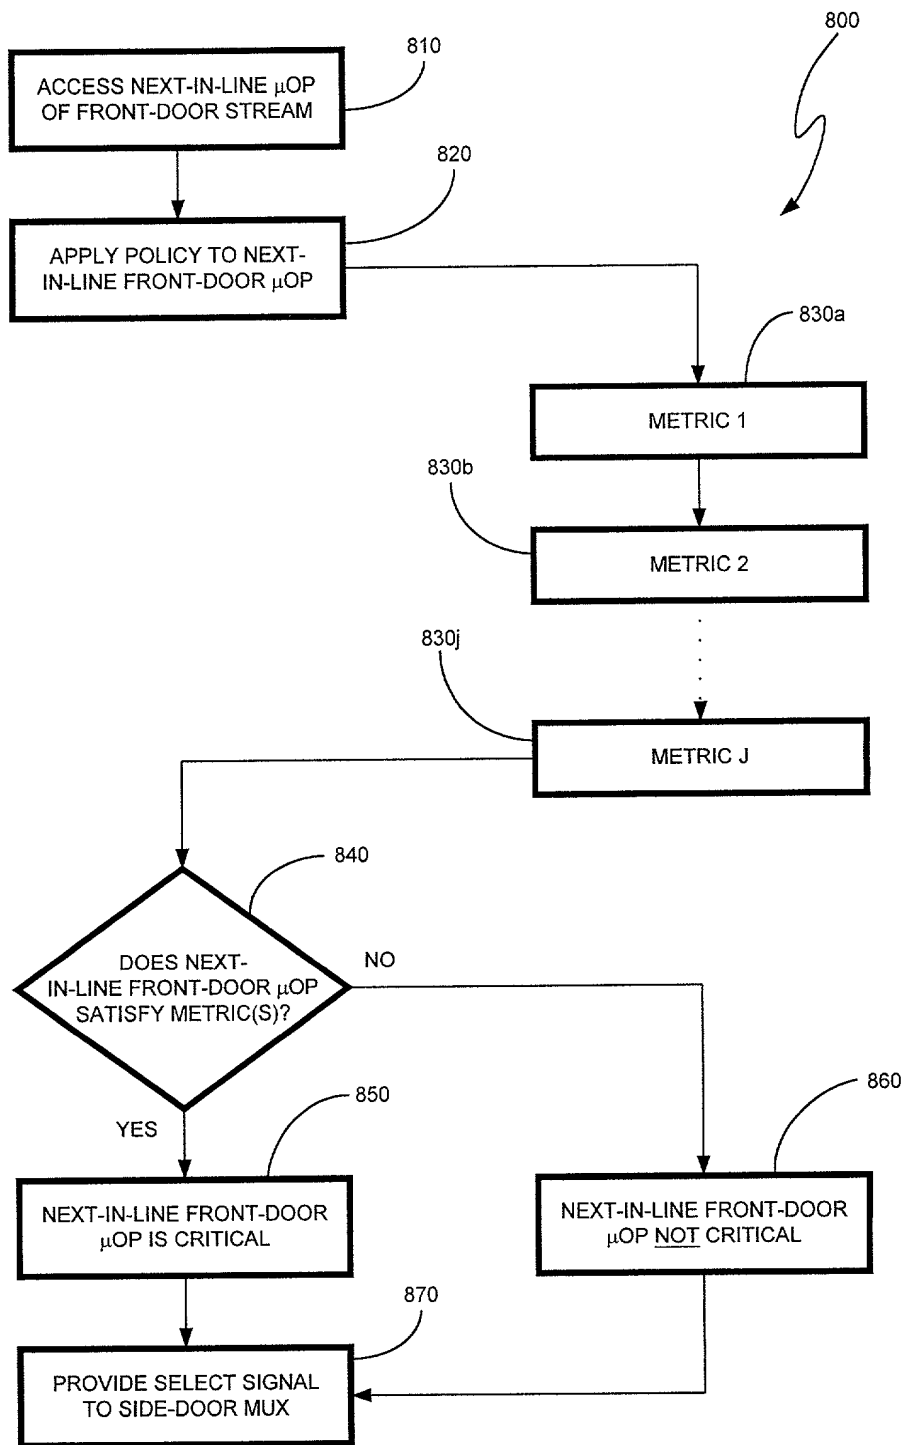 800
810
ACCESS NEXT-IN-LINE μOP
OF FRONT-DOOR STREAM
820
APPLY POLICY TO NEXT-
IN-LINE FRONT-DOOR μOP
830a
METRIC 1
830b
METRIC 2
830j
METRIC J
840
DOES NEXT-
IN-LINE FRONT-DOOR μOP
SATISFY METRIC(S)?
NO
YES
850
NEXT-IN-LINE FRONT-DOOR
μOP IS CRITICAL
860
NEXT-IN-LINE FRONT-DOOR
μOP NOT CRITICAL
870
PROVIDE SELECT SIGNAL
TO SIDE-DOOR MUX